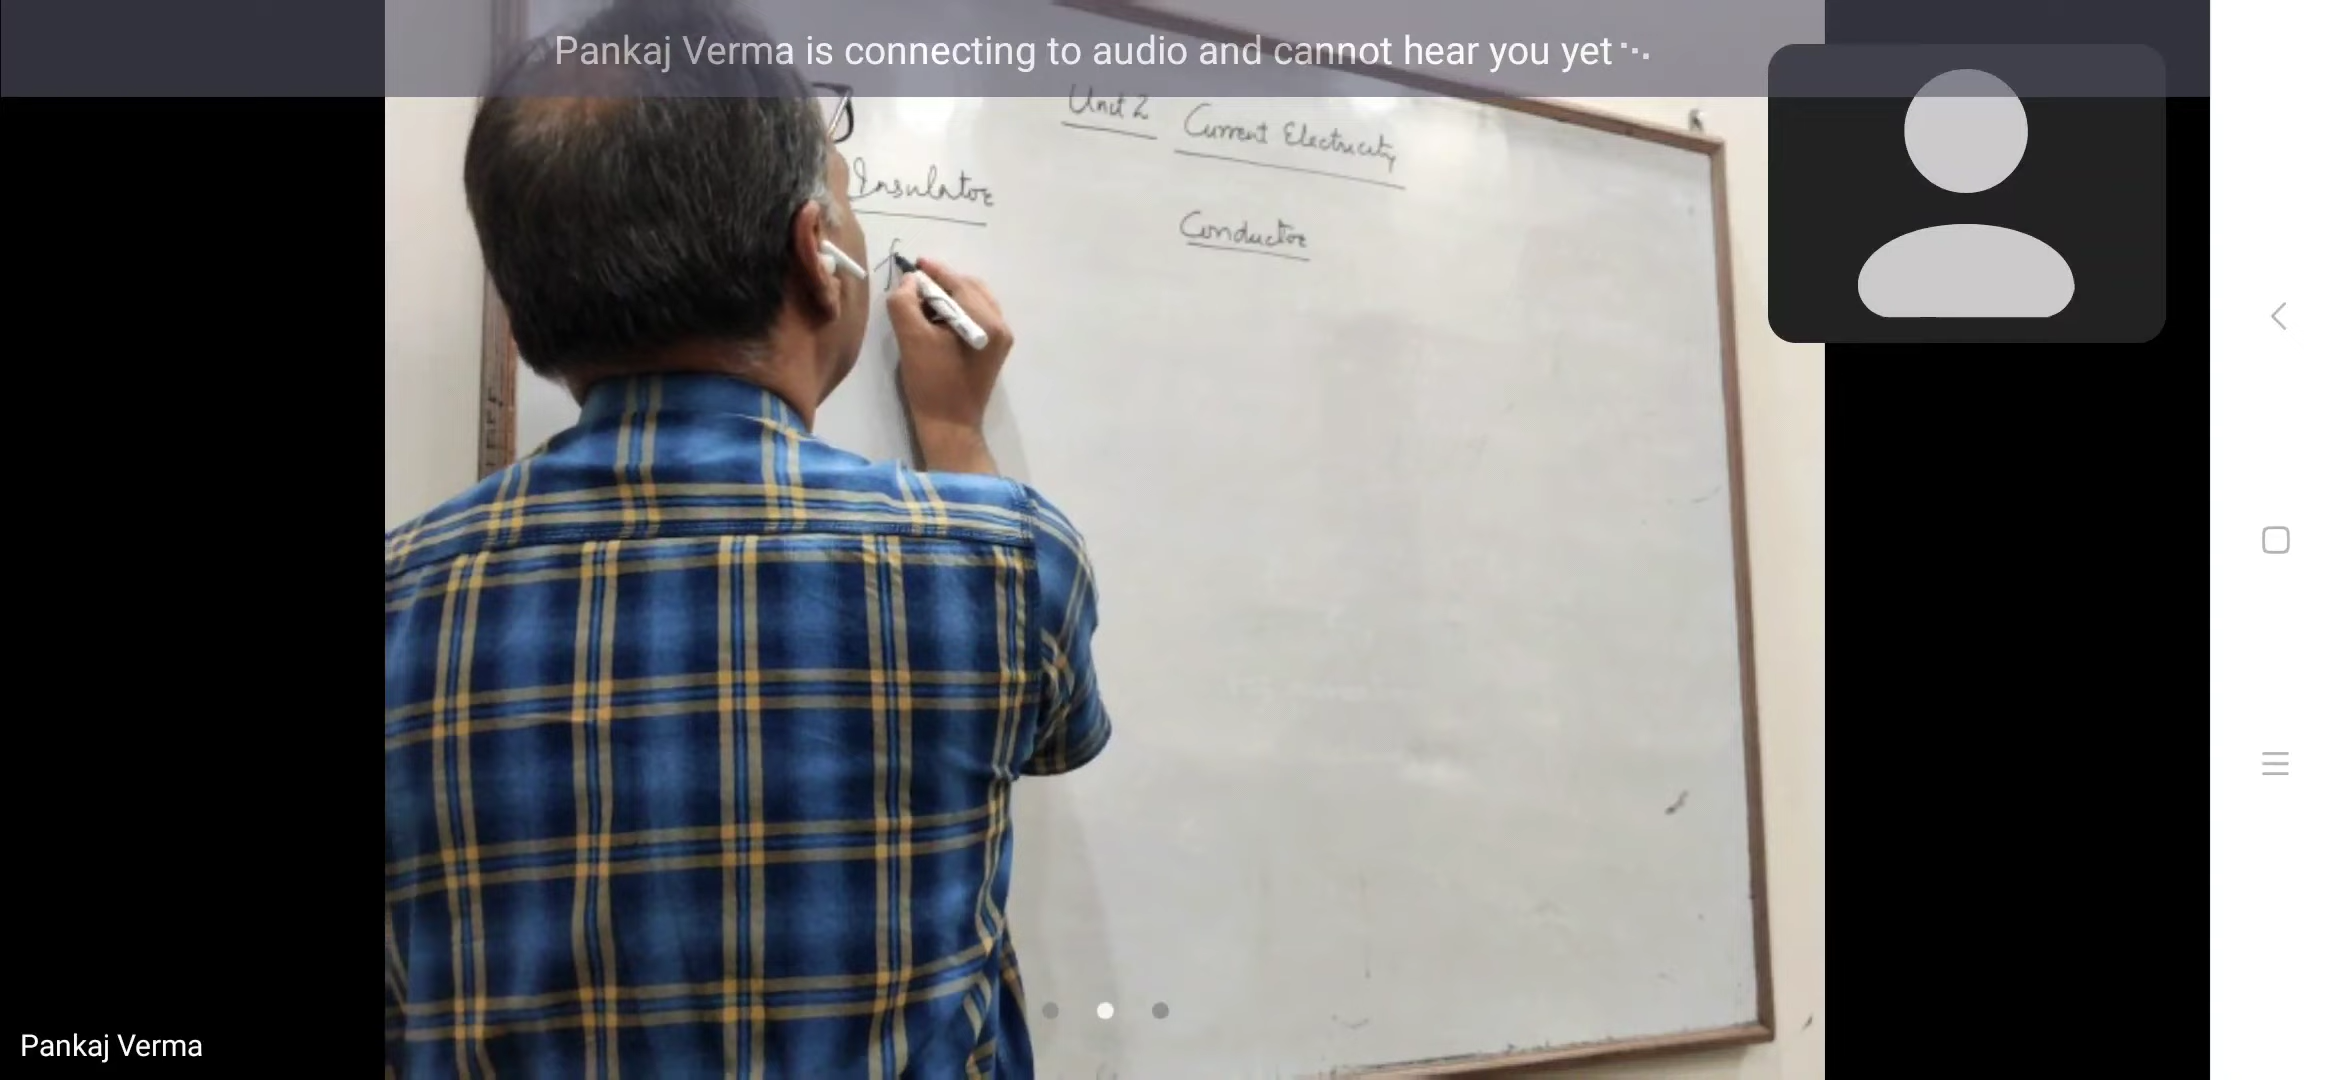 Pankaj Verma is connecting to audio and cannot hear you yet
Unit 2 Current Electricity
Insulator
Conductor
f
Pankaj Verma